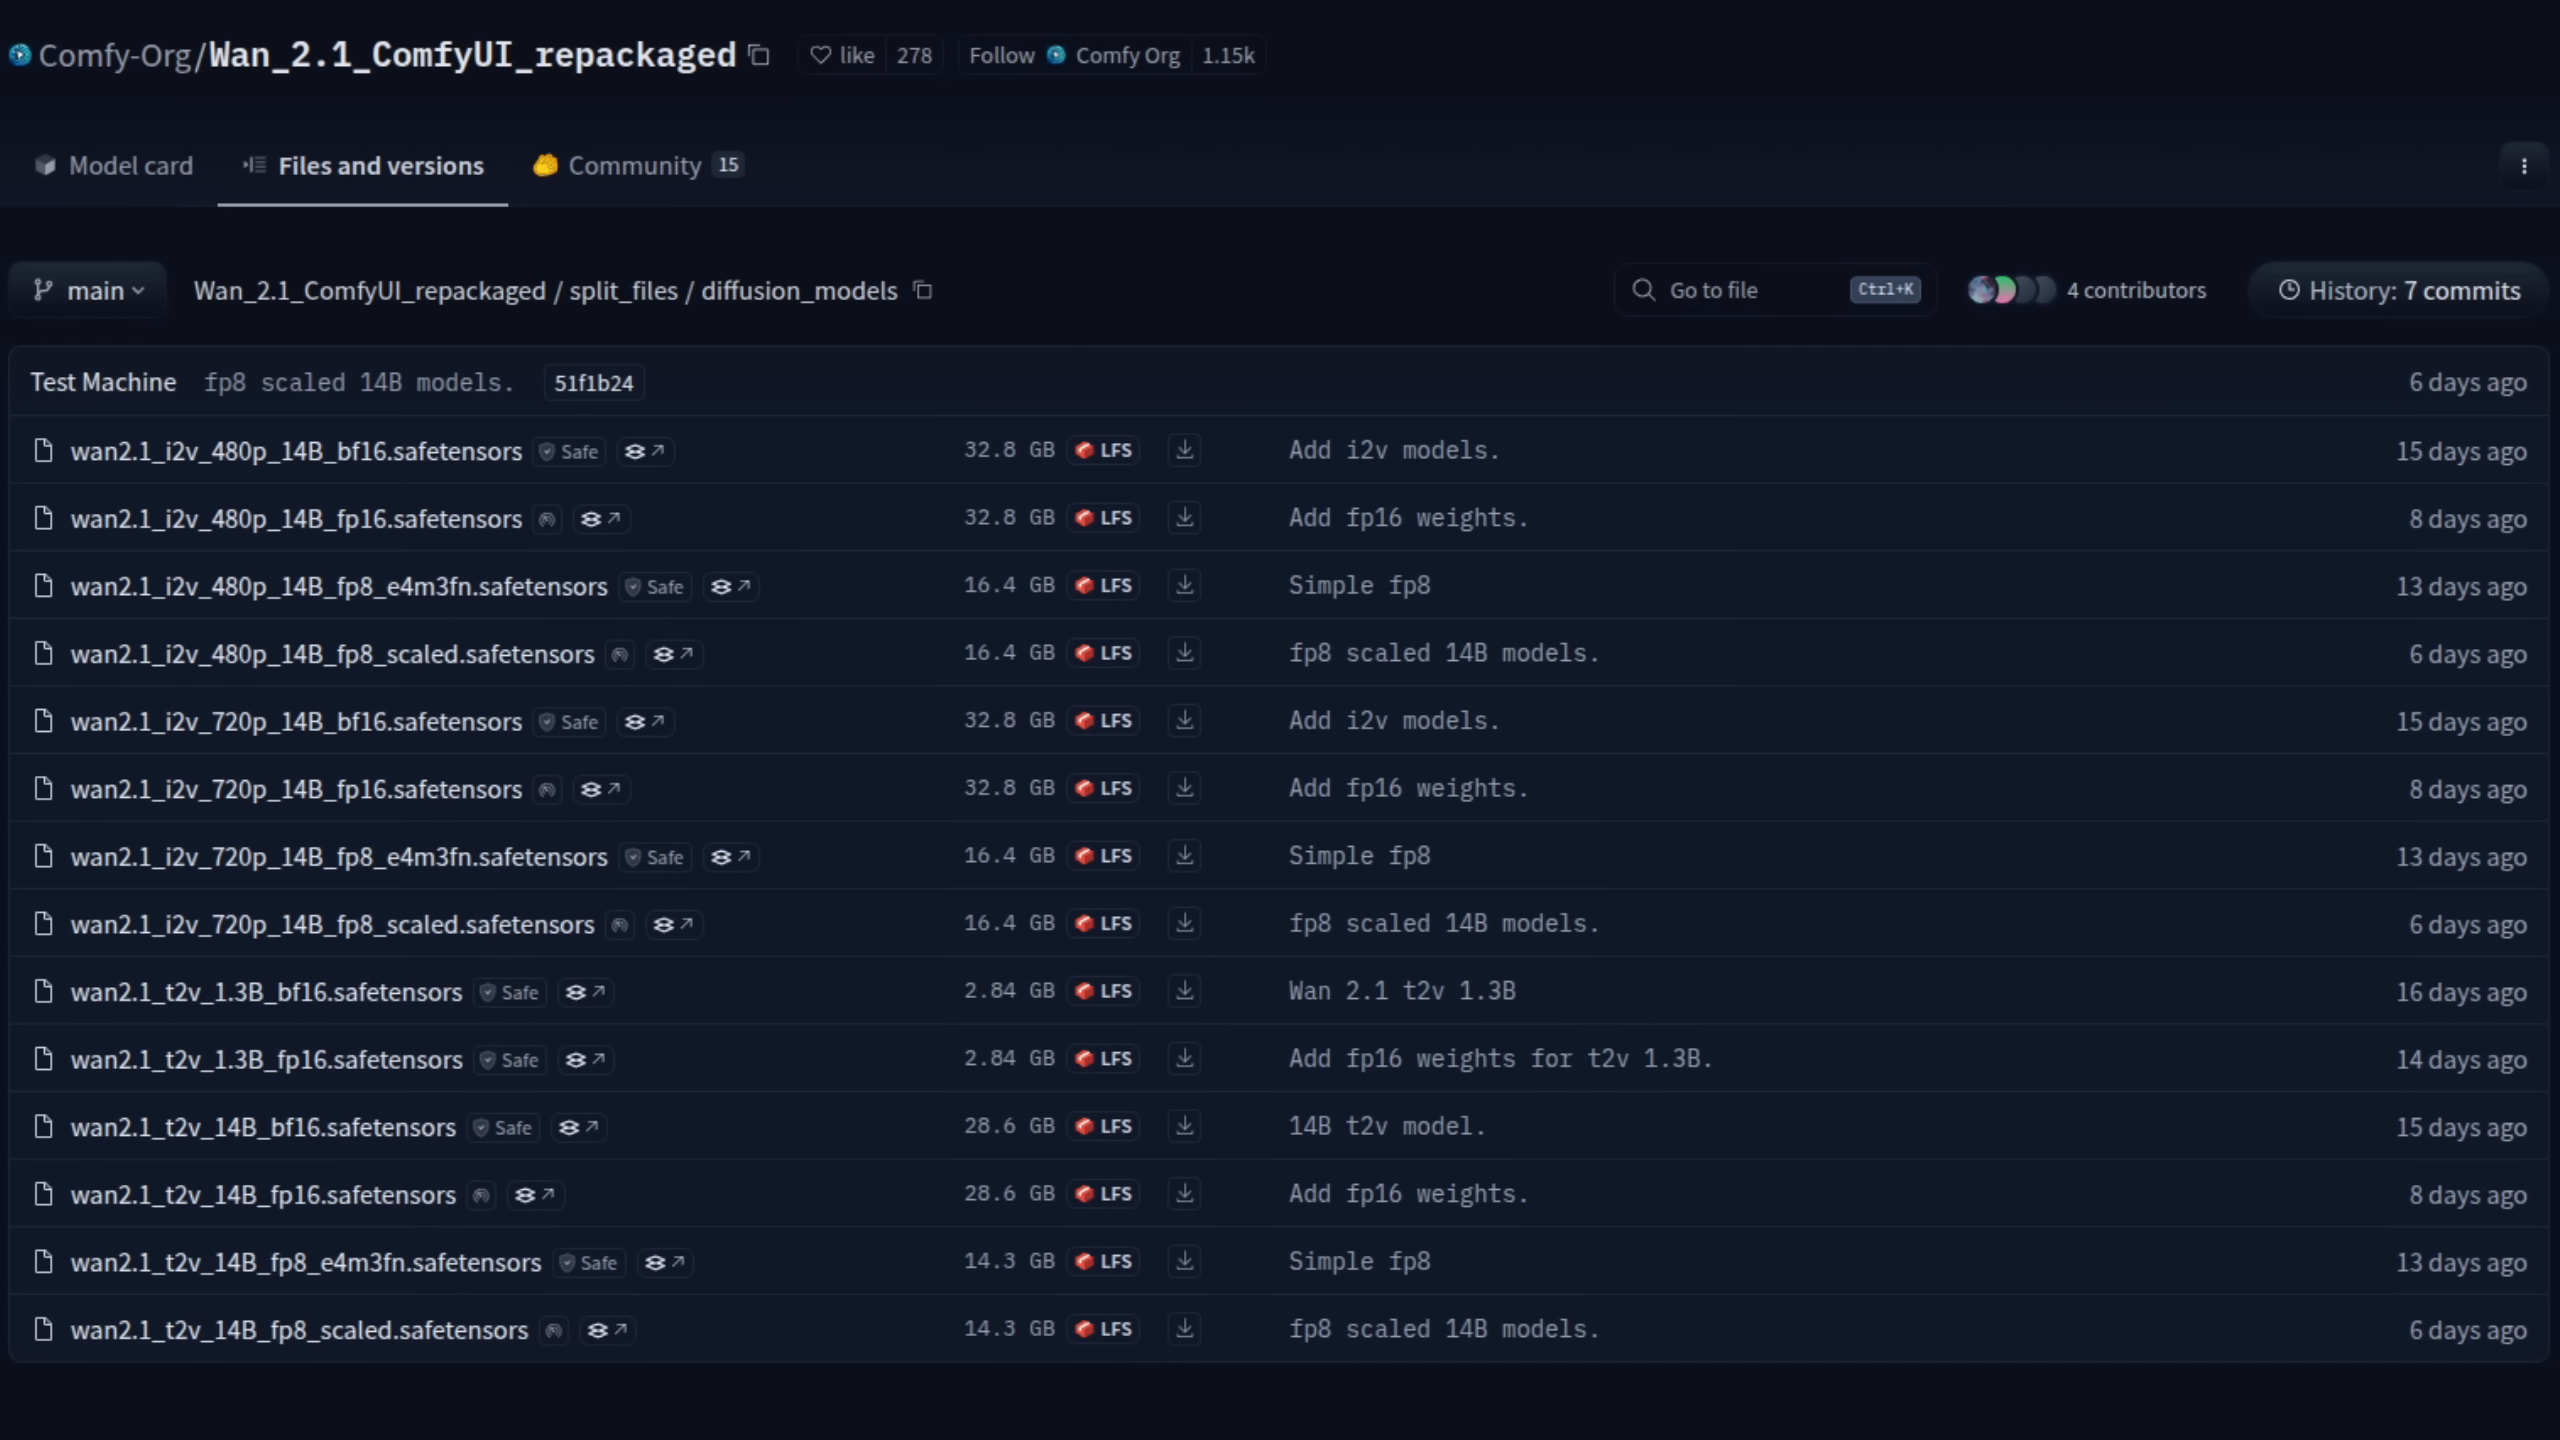 Comfy-Org/Wan_2.1_ComfyUI_repackaged like 278 Follow Comfy Org 1.15k
Model card Files and versions Community 15
main Wan_2.1_ComfyUI_repackaged / split_files / diffusion_models Go to file Ctrl+K 4 contributors History: 7 commits
Test Machine fp8 scaled 14B models. 51f1b24 6 days ago
wan2.1_i2v_480p_14B_bf16.safetensors Safe 32.8 GB LFS Add i2v models. 15 days ago
wan2.1_i2v_480p_14B_fp16.safetensors 32.8 GB LFS Add fp16 weights. 8 days ago
wan2.1_i2v_480p_14B_fp8_e4m3fn.safetensors Safe 16.4 GB LFS Simple fp8 13 days ago
wan2.1_i2v_480p_14B_fp8_scaled.safetensors 16.4 GB LFS fp8 scaled 14B models. 6 days ago
wan2.1_i2v_720p_14B_bf16.safetensors Safe 32.8 GB LFS Add i2v models. 15 days ago
wan2.1_i2v_720p_14B_fp16.safetensors 32.8 GB LFS Add fp16 weights. 8 days ago
wan2.1_i2v_720p_14B_fp8_e4m3fn.safetensors Safe 16.4 GB LFS Simple fp8 13 days ago
wan2.1_i2v_720p_14B_fp8_scaled.safetensors 16.4 GB LFS fp8 scaled 14B models. 6 days ago
wan2.1_t2v_1.3B_bf16.safetensors Safe 2.84 GB LFS Wan 2.1 t2v 1.3B 16 days ago
wan2.1_t2v_1.3B_fp16.safetensors Safe 2.84 GB LFS Add fp16 weights for t2v 1.3B. 14 days ago
wan2.1_t2v_14B_bf16.safetensors Safe 28.6 GB LFS 14B t2v model. 15 days ago
wan2.1_t2v_14B_fp16.safetensors 28.6 GB LFS Add fp16 weights. 8 days ago
wan2.1_t2v_14B_fp8_e4m3fn.safetensors Safe 14.3 GB LFS Simple fp8 13 days ago
wan2.1_t2v_14B_fp8_scaled.safetensors 14.3 GB LFS fp8 scaled 14B models. 6 days ago